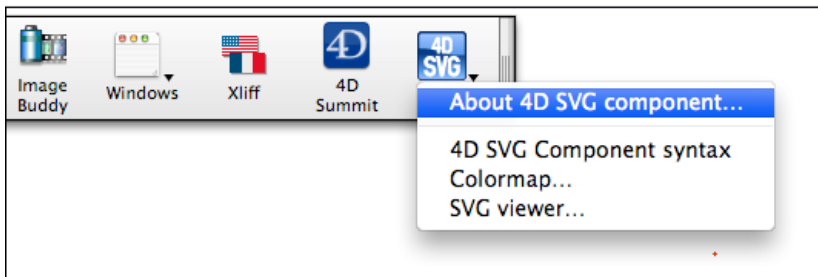 4D
SVG
Image
Buddy
Windows
Xliff
4D
Summit
About 4D SVG component...
4D SVG Component syntax
Colormap...
SVG viewer...